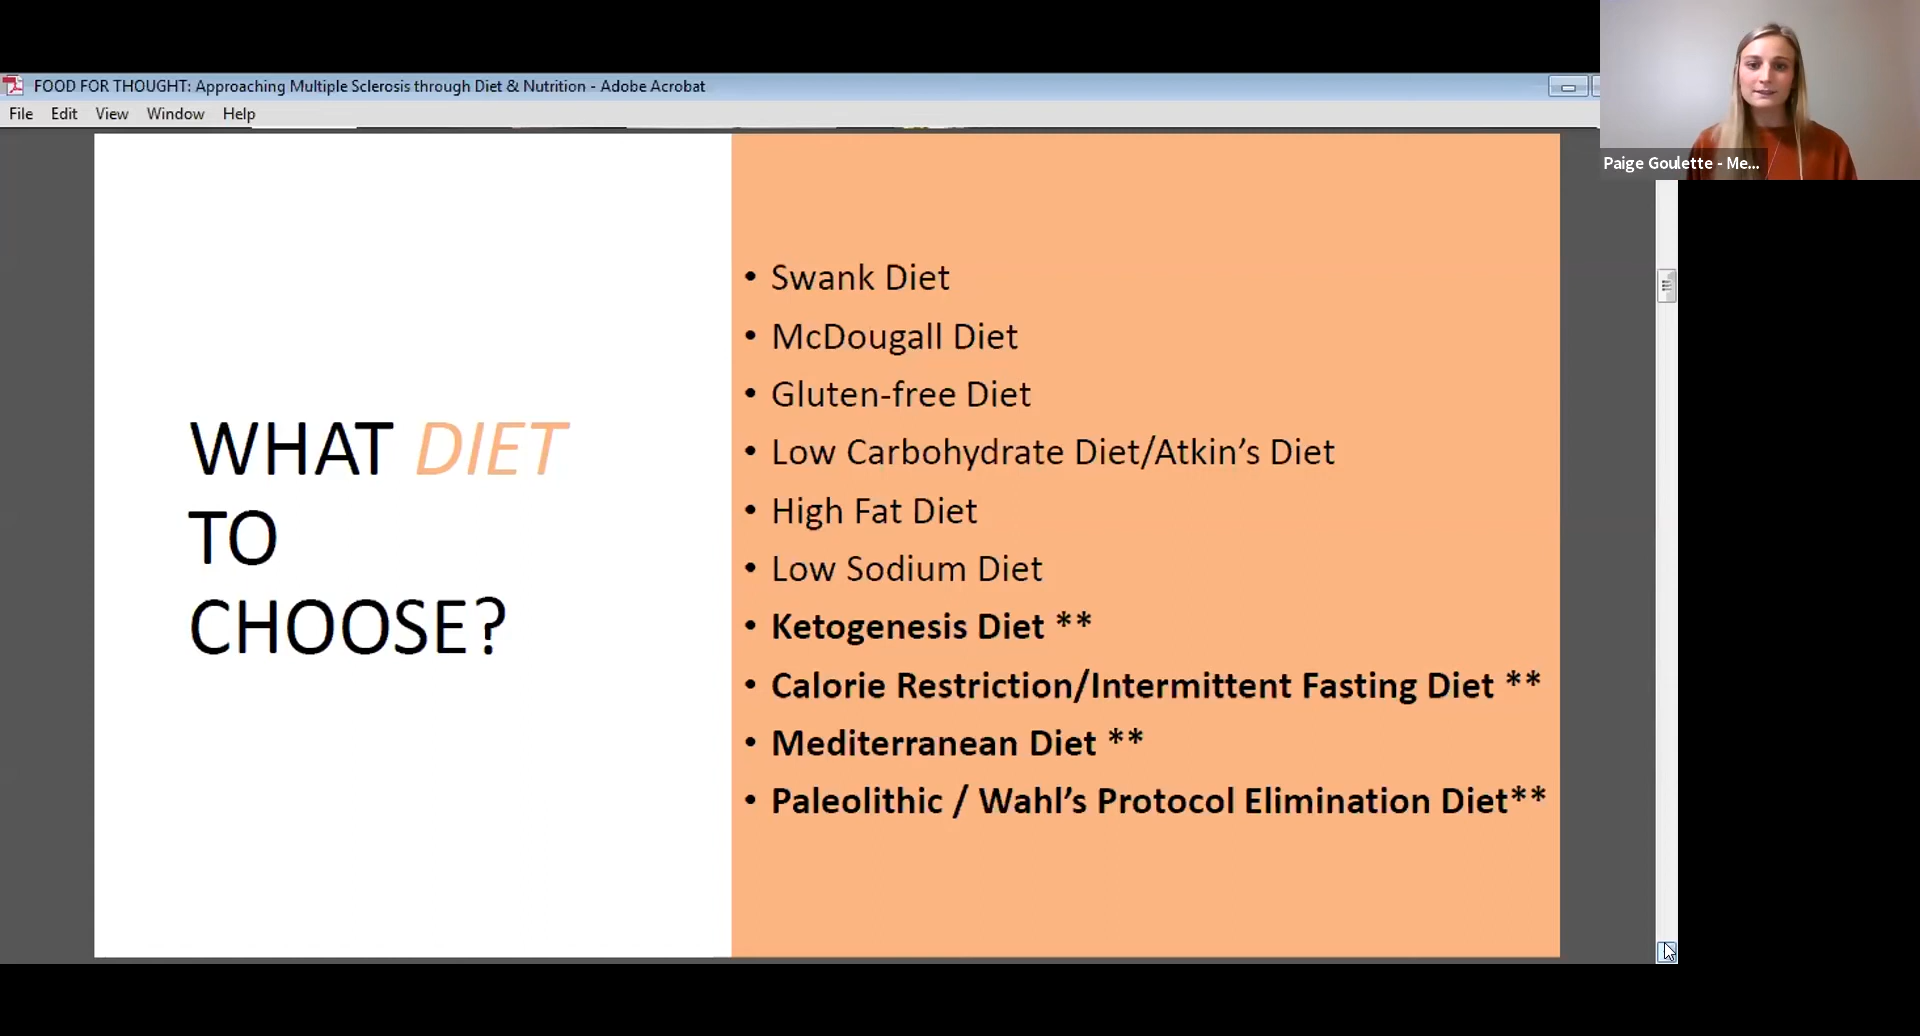 FOOD FOR THOUGHT: Approaching Multiple Sclerosis through Diet & Nutrition - Adobe Acrobat
File Edit View Window Help
Paige Goulette - Me...
WHAT DIET
TO
CHOOSE?
• Swank Diet
• McDougall Diet
• Gluten-free Diet
• Low Carbohydrate Diet/Atkin’s Diet
• High Fat Diet
• Low Sodium Diet
• Ketogenesis Diet **
• Calorie Restriction/Intermittent Fasting Diet **
• Mediterranean Diet **
• Paleolithic / Wahl’s Protocol Elimination Diet**